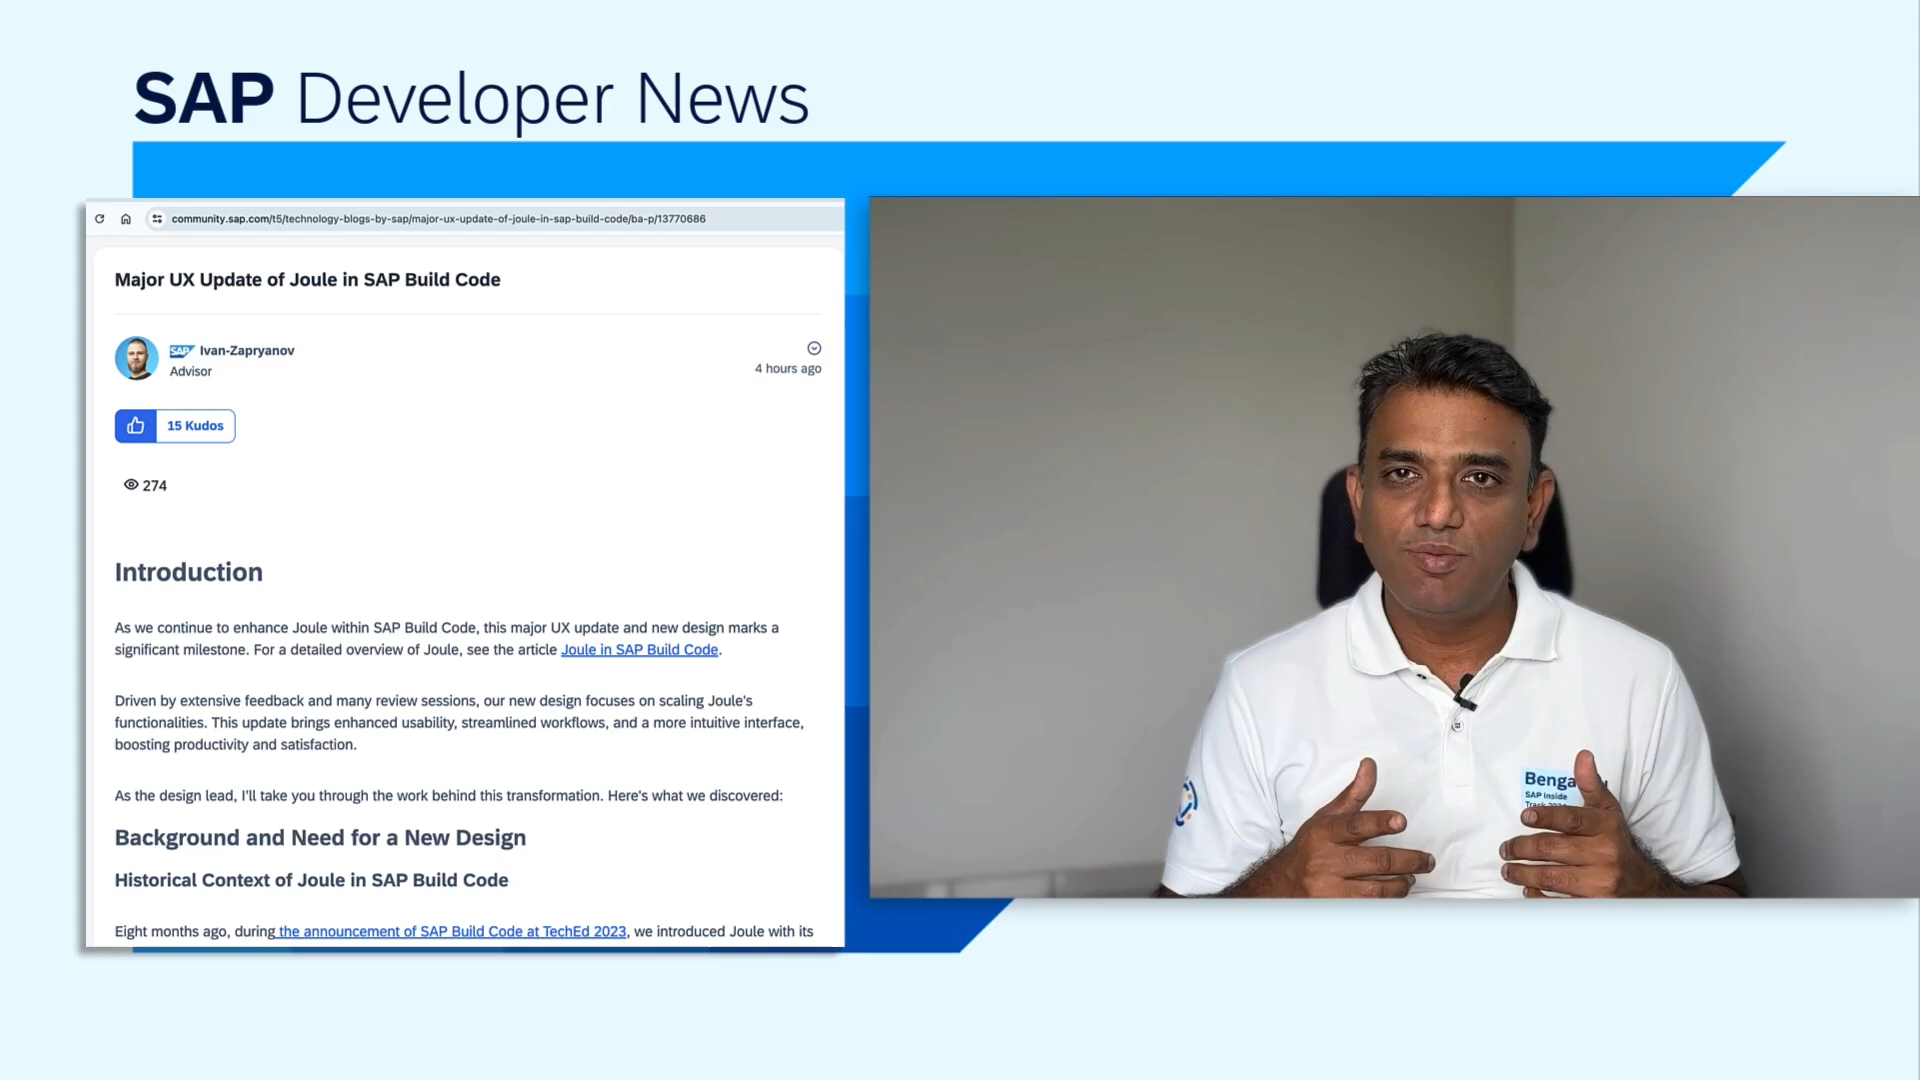 SAP Developer News
community.sap.com/t5/technology-blogs-by-sap/major-ux-update-of-joule-in-sap-build-code/ba-p/13770686
Major UX Update of Joule in SAP Build Code
SAP Ivan-Zapryanov
Advisor
4 hours ago
15 Kudos
274
Introduction
As we continue to enhance Joule within SAP Build Code, this major UX update and new design marks a
significant milestone. For a detailed overview of Joule, see the article Joule in SAP Build Code.
Driven by extensive feedback and many review sessions, our new design focuses on scaling Joule's
functionalities. This update brings enhanced usability, streamlined workflows, and a more intuitive interface,
boosting productivity and satisfaction.
As the design lead, I'll take you through the work behind this transformation. Here's what we discovered:
Background and Need for a New Design
Historical Context of Joule in SAP Build Code
Eight months ago, during the announcement of SAP Build Code at TechEd 2023, we introduced Joule with its
SAP Inside
Track